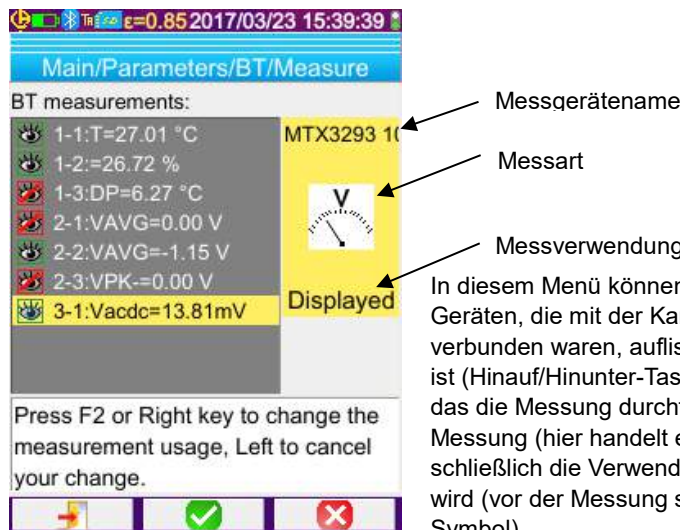 ε=0.85 2017/03/23 15:39:39
Main/Parameters/BT/Measure
BT measurements:
1-1:T=27.01 °C
1-2:=26.72 %
1-3:DP=6.27 °C
2-1:VAVG=0.00 V
2-2:VAVG=-1.15 V
2-3:VPK-=0.00 V
3-1:Vacdc=13.81mV
MTX3293 10
V
Displayed
Press F2 or Right key to change the
measurement usage, Left to cancel
your change.
Messgerätename
Messart
Messverwendung
In diesem Menü können
Geräten, die mit der Ka
verbunden waren, auflis
ist (Hinauf/Hinunter-Tas
das die Messung durch
Messung (hier handelt e
schließlich die Verwend
wird (vor der Messung s
Symbol)